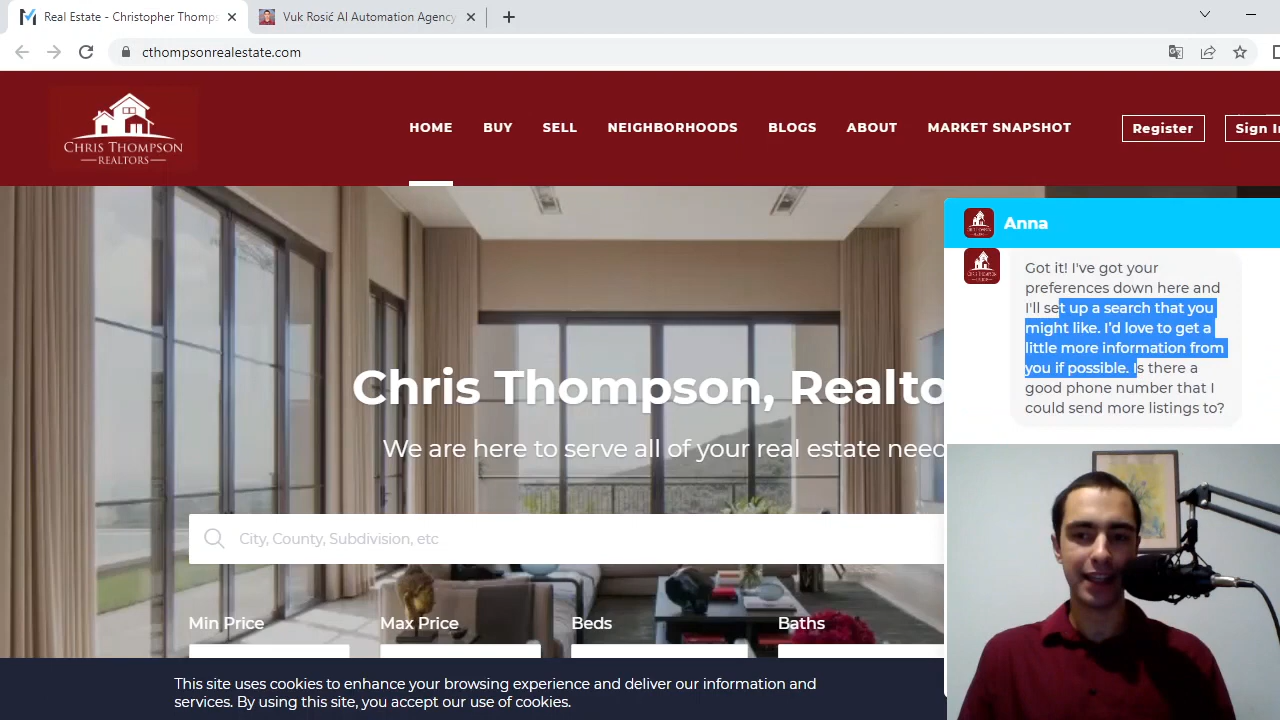 Real Estate - Christopher Thomps
Vuk Rosić AI Automation Agency
cthompsonrealestate.com
CHRIS THOMPSON
REALTORS
HOME BUY SELL NEIGHBORHOODS BLOGS ABOUT MARKET SNAPSHOT
Register
Sign In
Anna
Got it! I've got your
preferences down here and
I'll set up a search that you
might like. I'd love to get a
little more information from
you if possible. Is there a
good phone number that I
could send more listings to?
Chris Thompson, Realto
We are here to serve all of your real estate need
City, County, Subdivision, etc
Min Price Max Price Beds Baths
This site uses cookies to enhance your browsing experience and deliver our information and
services. By using this site, you accept our use of cookies.